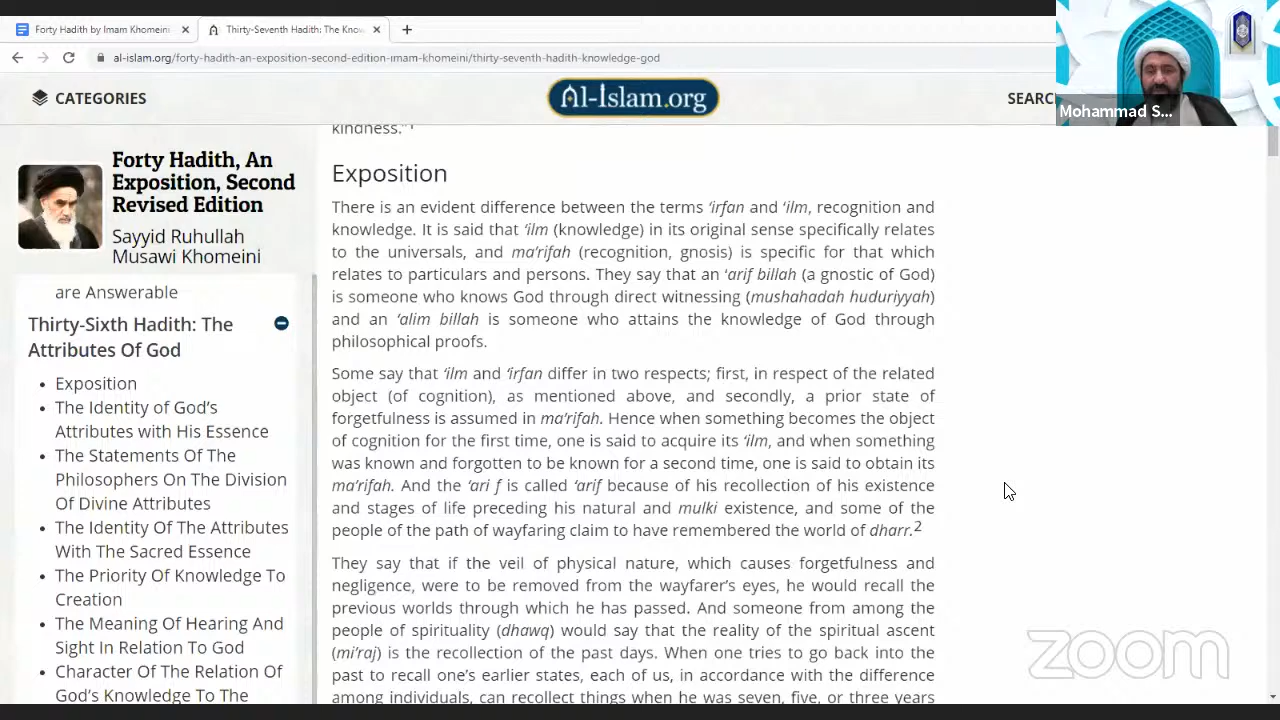 Forty Hadith by Imam Khomeini
Thirty-Seventh Hadith: The Kno
al-islam.org/forty-hadith-an-exposition-second-edition-imam-khomeini/thirty-seventh-hadith-knowledge-god
CATEGORIES
Al-Islam.org
SEARC
Mohammad S...
Forty Hadith, An
Exposition, Second
Revised Edition
Sayyid Ruhullah
Musawi Khomeini
are Answerable
Thirty-Sixth Hadith: The
Attributes Of God
• Exposition
• The Identity of God's
Attributes with His Essence
• The Statements Of The
Philosophers On The Division
Of Divine Attributes
• The Identity Of The Attributes
With The Sacred Essence
• The Priority Of Knowledge To
Creation
• The Meaning Of Hearing And
Sight In Relation To God
• Character Of The Relation Of
God's Knowledge To The
kindness."1
Exposition
There is an evident difference between the terms ‘irfan and ‘ilm, recognition and
knowledge. It is said that ‘ilm (knowledge) in its original sense specifically relates
to the universals, and ma’rifah (recognition, gnosis) is specific for that which
relates to particulars and persons. They say that an ‘arif billah (a gnostic of God)
is someone who knows God through direct witnessing (mushahadah huduriyyah)
and an ‘alim billah is someone who attains the knowledge of God through
philosophical proofs.
Some say that ‘ilm and ‘irfan differ in two respects; first, in respect of the related
object (of cognition), as mentioned above, and secondly, a prior state of
forgetfulness is assumed in ma’rifah. Hence when something becomes the object
of cognition for the first time, one is said to acquire its ‘ilm, and when something
was known and forgotten to be known for a second time, one is said to obtain its
ma’rifah. And the ‘ari f is called ‘arif because of his recollection of his existence
and stages of life preceding his natural and mulki existence, and some of the
people of the path of wayfaring claim to have remembered the world of dharr.2
They say that if the veil of physical nature, which causes forgetfulness and
negligence, were to be removed from the wayfarer’s eyes, he would recall the
previous worlds through which he has passed. And someone from among the
people of spirituality (dhawq) would say that the reality of the spiritual ascent
(mi’raj) is the recollection of the past days. When one tries to go back into the
past to recall one’s earlier states, each of us, in accordance with the difference
among individuals, can recollect things when he was seven, five, or three years
zoom